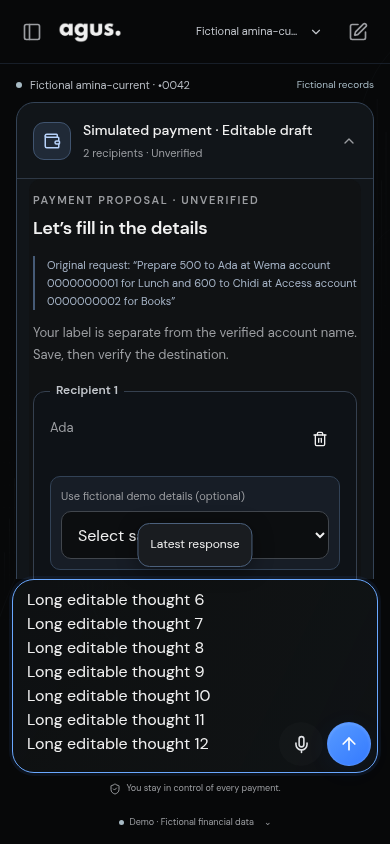 agus.
Fictional amina-cu...
Fictional amina-current · •0042
Fictional records
Simulated payment · Editable draft
2 recipients · Unverified
PAYMENT PROPOSAL · UNVERIFIED
Let’s fill in the details
Original request: “Prepare 500 to Ada at Wema account
0000000001 for Lunch and 600 to Chidi at Access account
0000000002 for Books”
Your label is separate from the verified account name.
Save, then verify the destination.
Recipient 1
Ada
Use fictional demo details (optional)
Select
Latest response
Long editable thought 6
Long editable thought 7
Long editable thought 8
Long editable thought 9
Long editable thought 10
Long editable thought 11
Long editable thought 12
You stay in control of every payment.
Demo · Fictional financial data